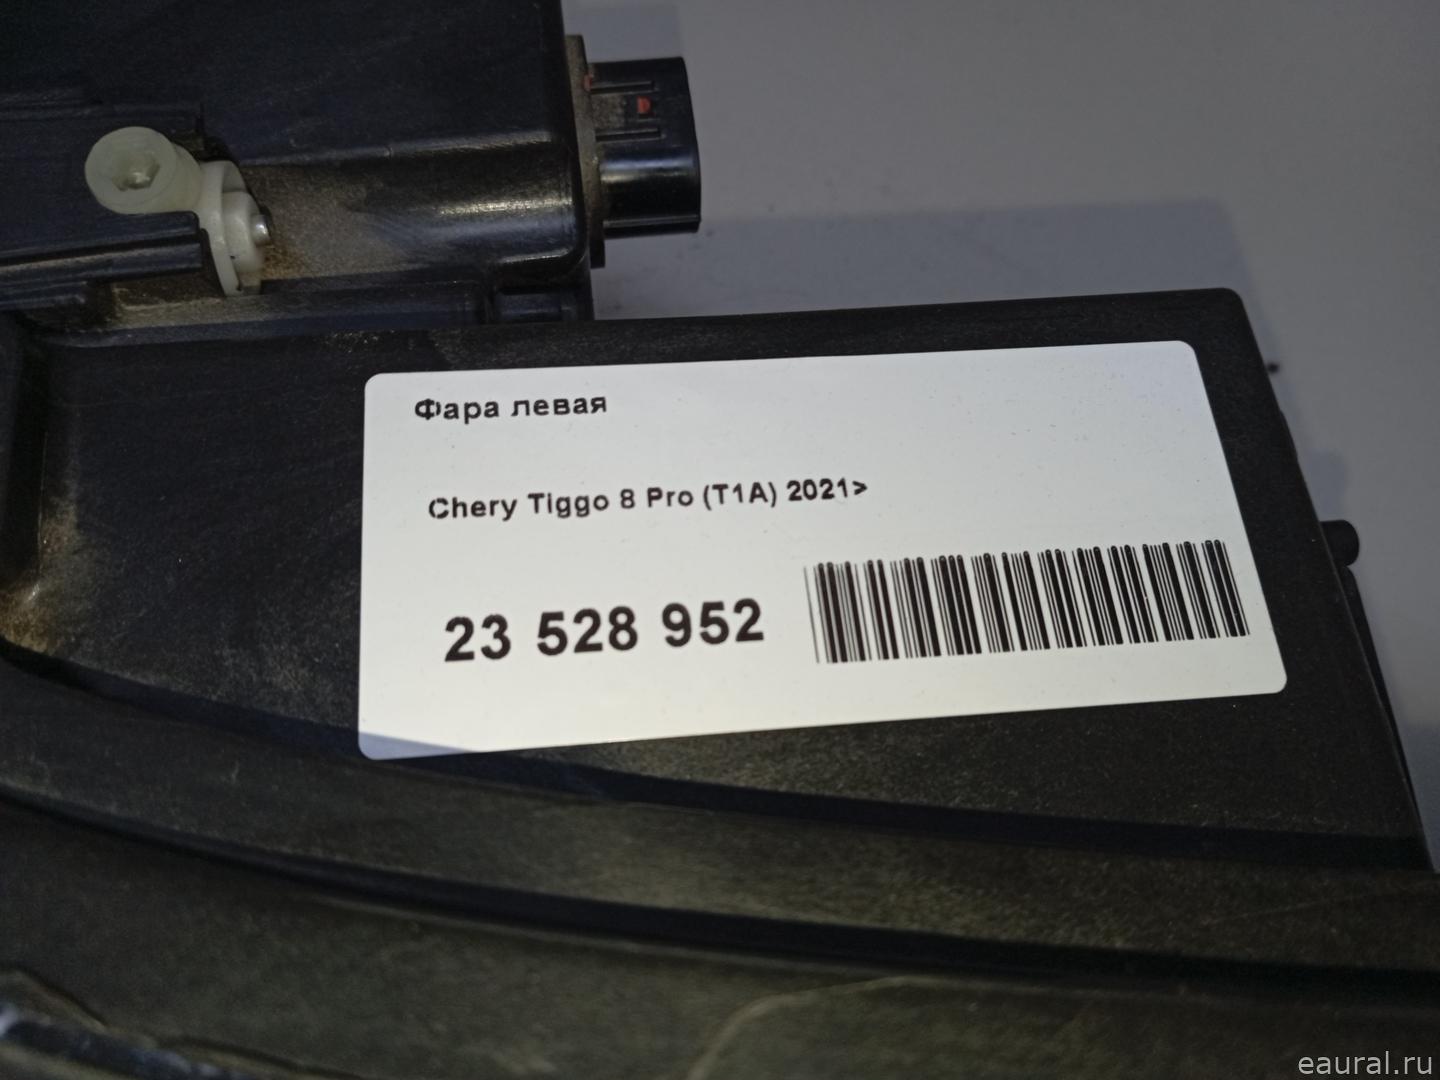 Фара левая
Chery Tiggo 8 Pro (T1A) 2021>
23 528 952
eaural.ru